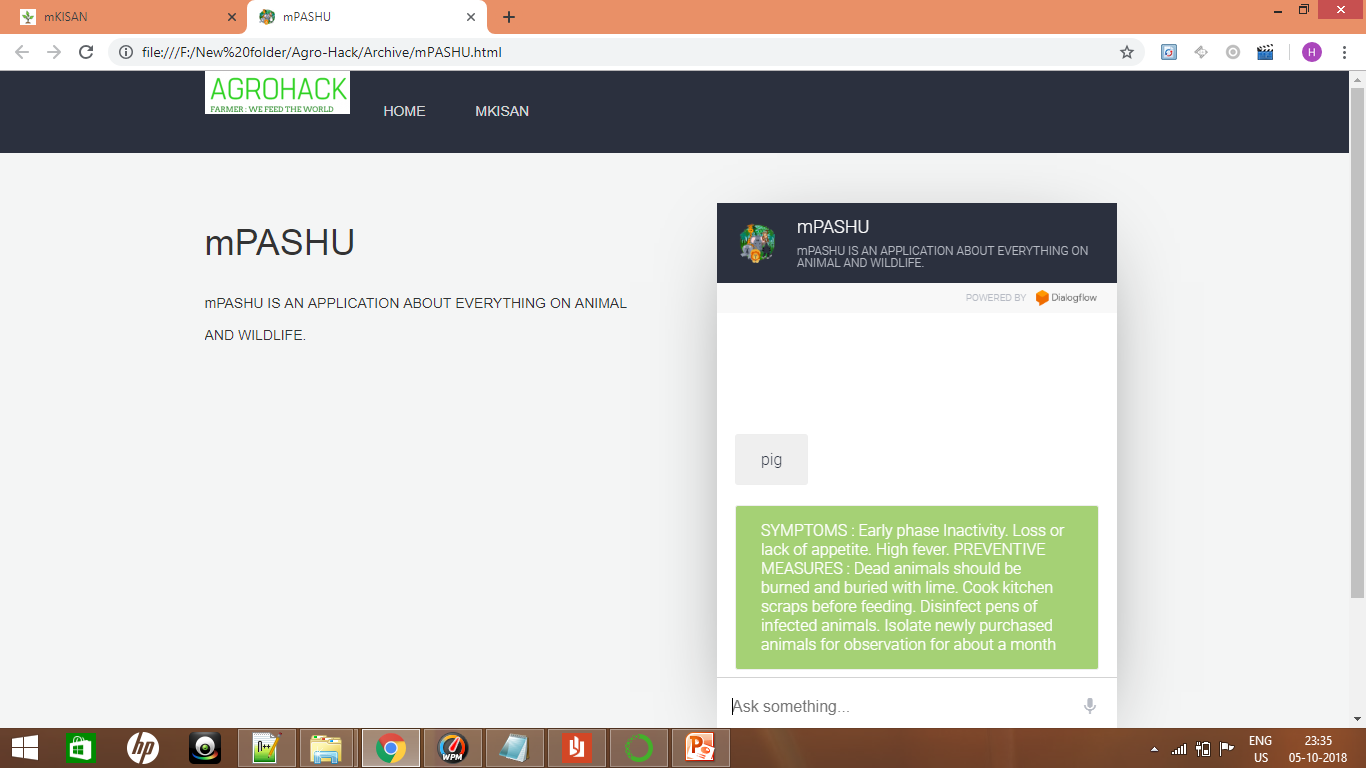 mKISAN
mPASHU
file:///F:/New%20folder/Agro-Hack/Archive/mPASHU.html
H
AGROHACK
FARMER : WE FEED THE WORLD
HOME
MKISAN
mPASHU
mPASHU IS AN APPLICATION ABOUT EVERYTHING ON ANIMAL
AND WILDLIFE.
mPASHU
mPASHU IS AN APPLICATION ABOUT EVERYTHING ON
ANIMAL AND WILDLIFE.
POWERED BY Dialogflow
pig
SYMPTOMS : Early phase Inactivity. Loss or
lack of appetite. High fever. PREVENTIVE
MEASURES : Dead animals should be
burned and buried with lime. Cook kitchen
scraps before feeding. Disinfect pens of
infected animals. Isolate newly purchased
animals for observation for about a month
Ask something...
hp
WPM
ENG
US
23:35
05-10-2018